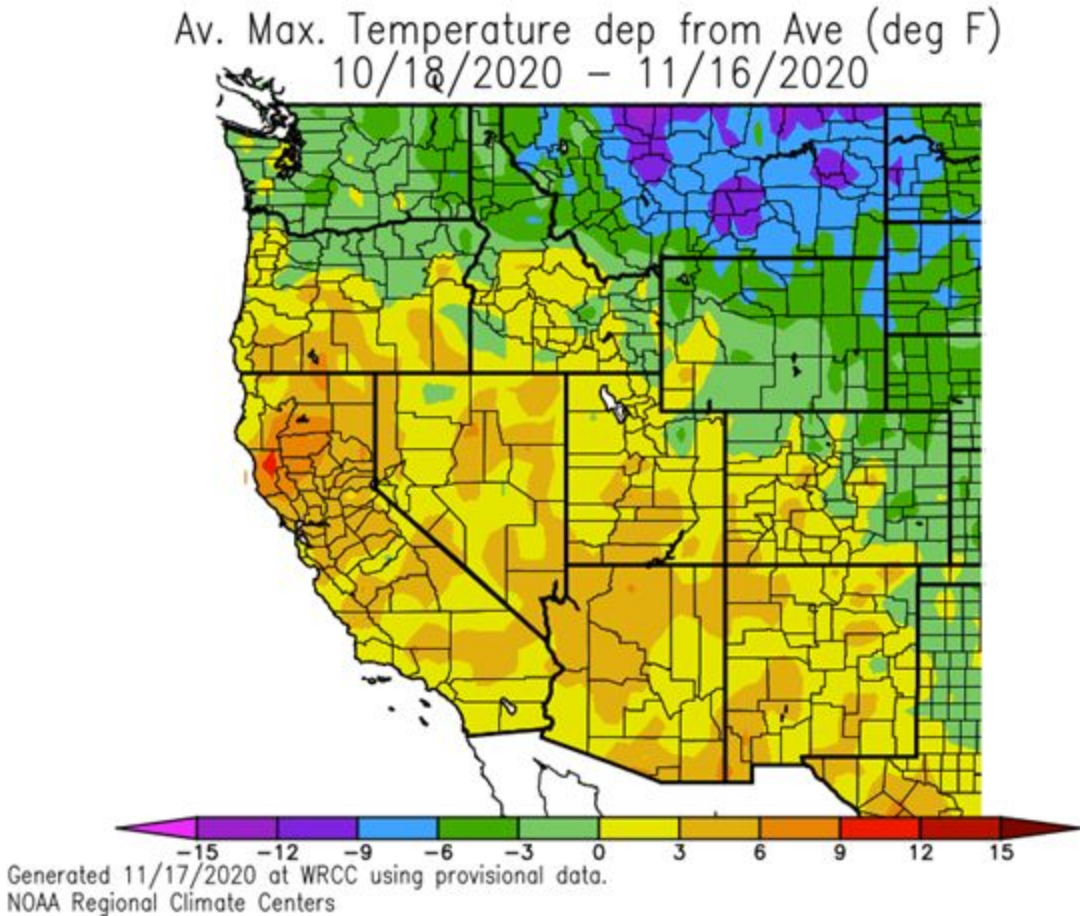 Av. Max. Temperature dep from Ave (deg F)
10/18/2020 – 11/16/2020
−15 −12 −9 −6 −3 0 3 6 9 12 15
Generated 11/17/2020 at WRCC using provisional data.
NOAA Regional Climate Centers